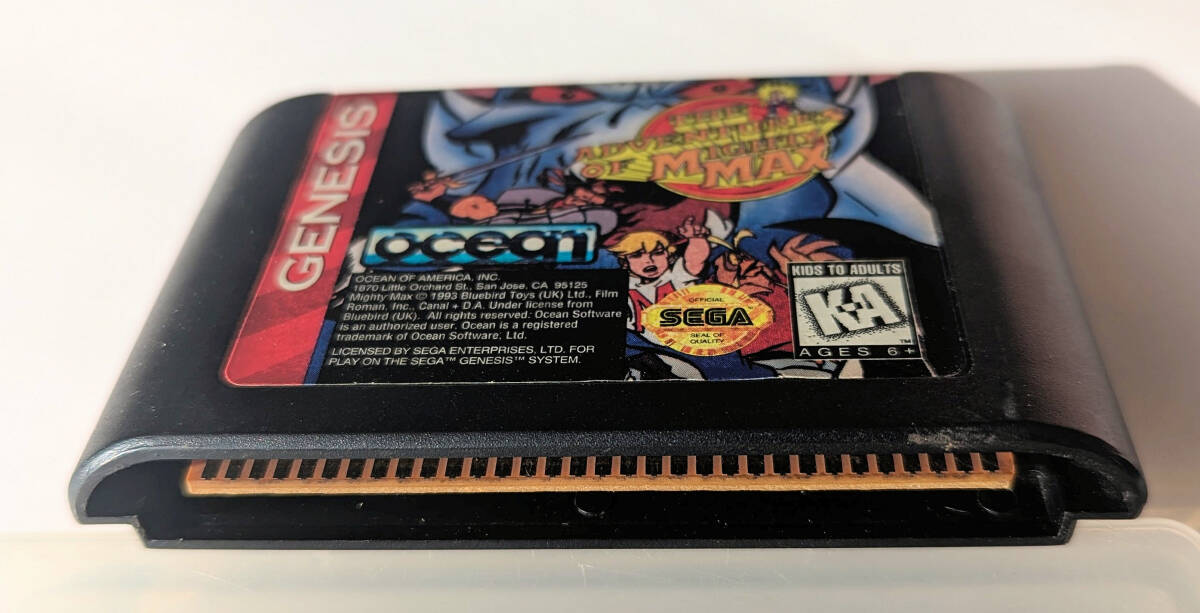 GENESIS
THE
ADVENTURES
OF MIGHTY
MAX
ocean
OCEAN OF AMERICA, INC.
1870 Little Orchard St., San Jose, CA 95125
Mighty Max © 1993 Bluebird Toys (UK) Ltd., Film
Roman, Inc., Canal + D.A. Under license from
Bluebird (UK). All rights reserved. Ocean Software
is an authorized user. Ocean is a registered
trademark of Ocean Software, Ltd.
LICENSED BY SEGA ENTERPRISES, LTD. FOR
PLAY ON THE SEGA™ GENESIS™ SYSTEM.
OFFICIAL
SEGA
SEAL OF
QUALITY
KIDS TO ADULTS
K-A
™
AGES 6+